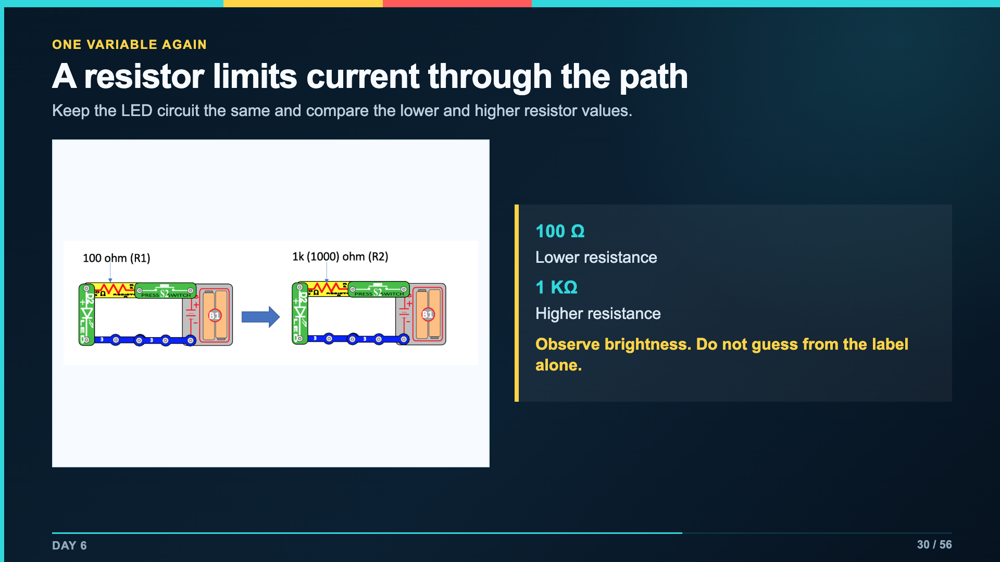 ONE VARIABLE AGAIN
A resistor limits current through the path
Keep the LED circuit the same and compare the lower and higher resistor values.
100 ohm (R1)
1k (1000) ohm (R2)
D2
+
LED
Ω
PRESS S2 SWITCH
+
-
B1
3
3
D2
+
LED
Ω
PRESS S2 SWITCH
+
-
B1
3
3
100 Ω
Lower resistance
1 KΩ
Higher resistance
Observe brightness. Do not guess from the label
alone.
DAY 6
30 / 56